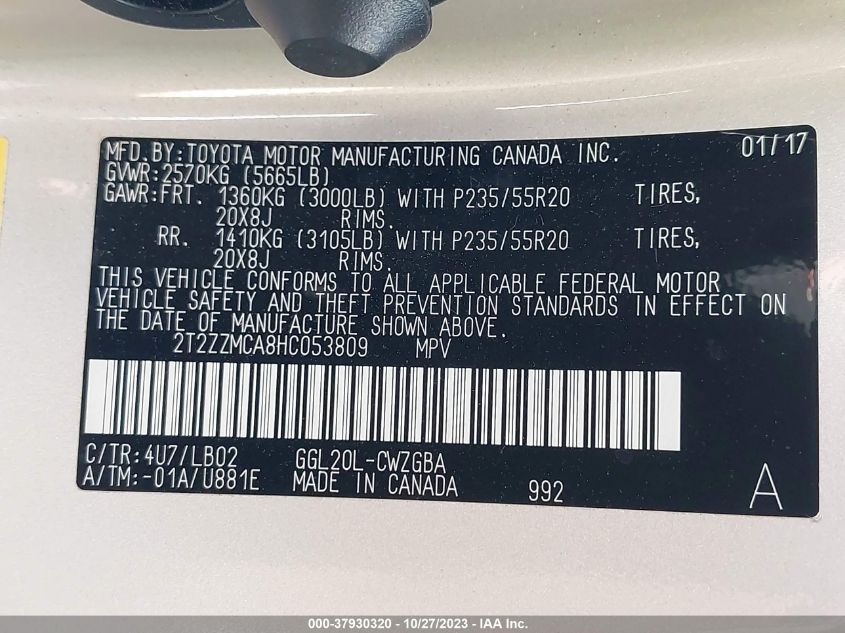 MFD.BY:TOYOTA MOTOR MANUFACTURING CANADA INC. 01/17
GVWR:2570KG (5665LB)
GAWR:FRT. 1360KG (3000LB) WITH P235/55R20 TIRES,
20X8J RIMS.
RR. 1410KG (3105LB) WITH P235/55R20 TIRES,
20X8J RIMS.
THIS VEHICLE CONFORMS TO ALL APPLICABLE FEDERAL MOTOR
VEHICLE SAFETY AND THEFT PREVENTION STANDARDS IN EFFECT ON
THE DATE OF MANUFACTURE SHOWN ABOVE.
2T2ZZMCA8HC053809 MPV
C/TR:4U7/LB02 GGL20L-CWZGBA
A/TM:-01A/U881E MADE IN CANADA 992 A
000-37930320 - 10/27/2023 - IAA Inc.